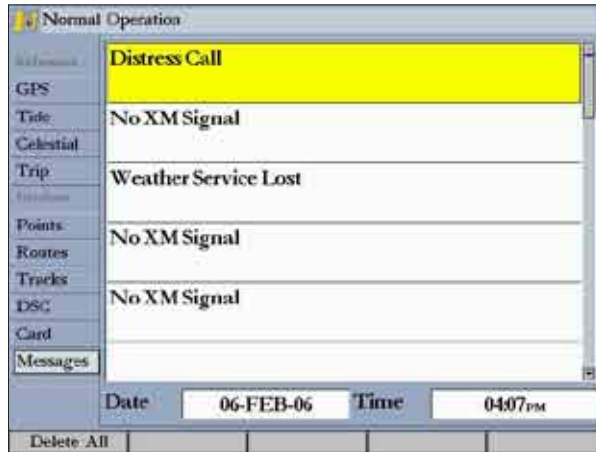 Normal Operation
GPS
Tide
Celestial
Trip
Points
Routes
Tracks
DSC
Card
Messages
Distress Call
No XM Signal
Weather Service Lost
No XM Signal
No XM Signal
Date 06-FEB-06 Time 04:07PM
Delete All